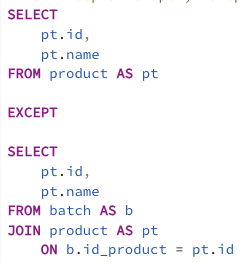 SELECT
    pt.id,
    pt.name
FROM product AS pt

EXCEPT

SELECT
    pt.id,
    pt.name
FROM batch AS b
JOIN product AS pt
    ON b.id_product = pt.id